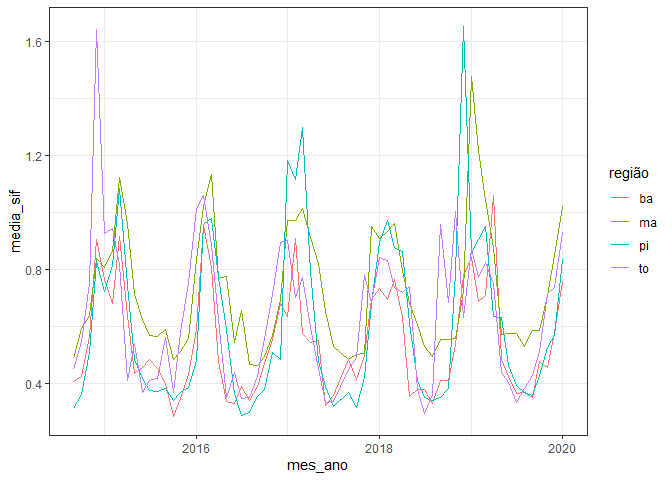 1.6
1.2
0.8
0.4
media_sif
2016
2018
2020
mes_ano
região
ba
ma
pi
to